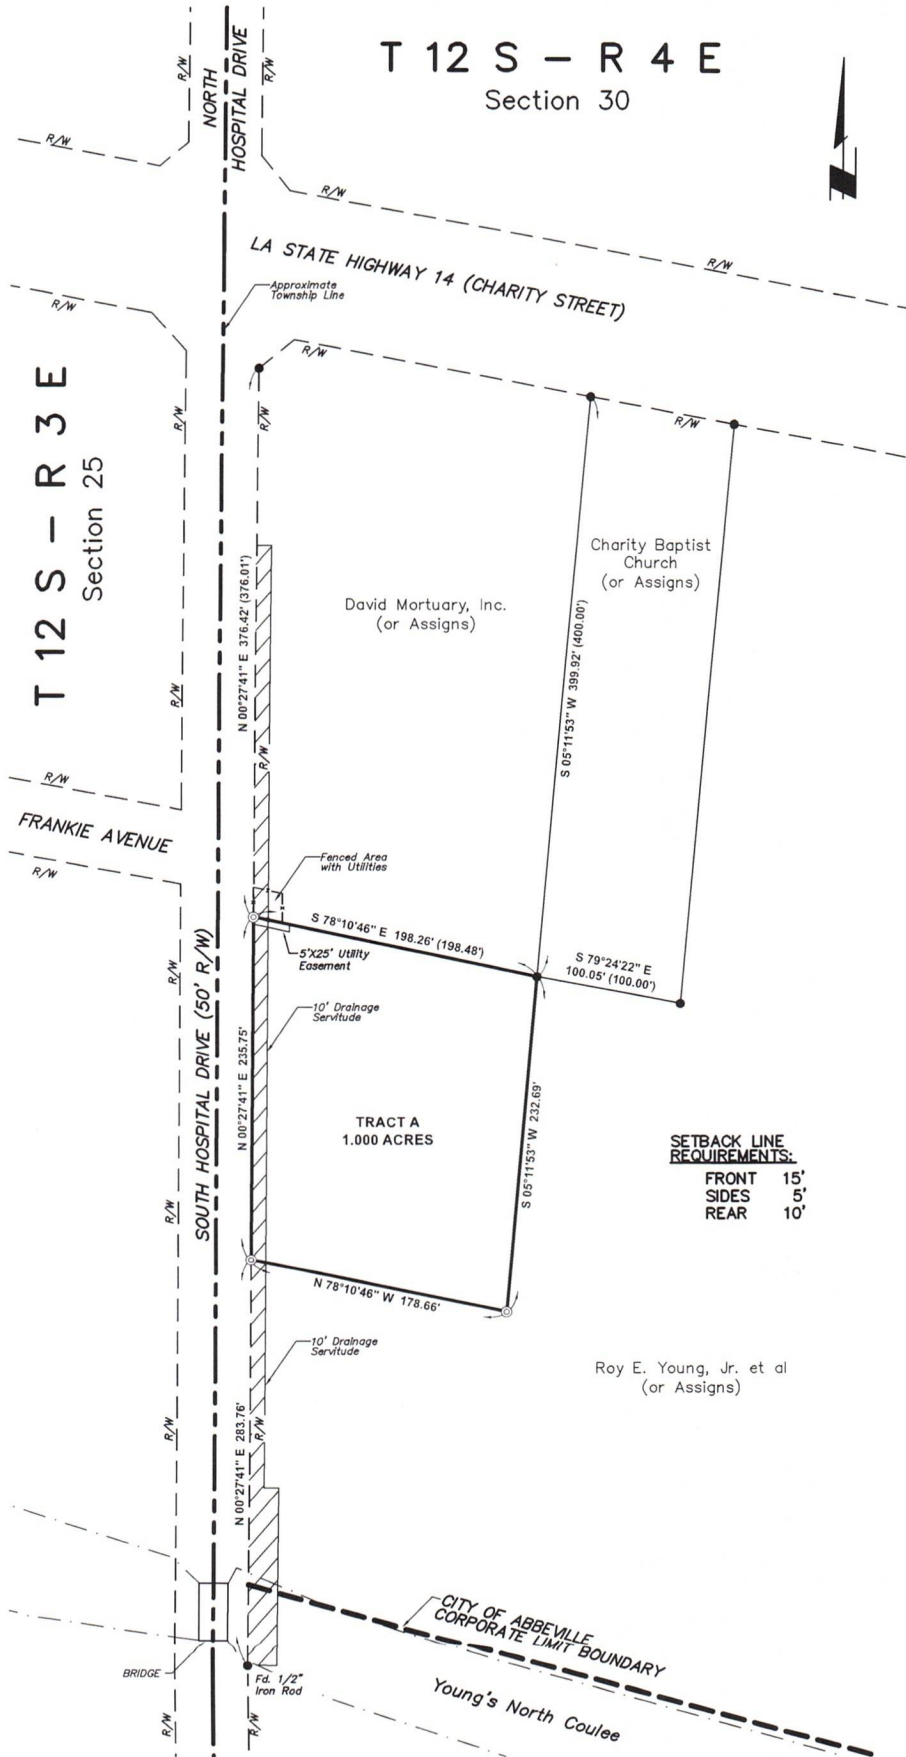 T 12 S – R 4 E
Section 30
R/W
NORTH
HOSPITAL DRIVE
R/W
R/W
R/W
LA STATE HIGHWAY 14 (CHARITY STREET)
R/W
Approximate
Township Line
R/W
R/W
R/W
R/W
R/W
T 12 S – R 3 E
Section 25
Charity Baptist
Church
(or Assigns)
David Mortuary, Inc.
(or Assigns)
N 00°27'41" E 376.42' (376.01')
S 05°11'53" W 399.92' (400.00')
R/W
R/W
R/W
FRANKIE AVENUE
R/W
Fenced Area
with Utilities
S 78°10'46" E 198.26' (198.48')
5'X25' Utility
Easement
S 79°24'22" E
100.05' (100.00')
R/W
SOUTH HOSPITAL DRIVE (50' R/W)
10' Drainage
Servitude
N 00°27'41" E 235.75'
TRACT A
1.000 ACRES
S 05°11'53" W 232.69'
SETBACK LINE
REQUIREMENTS:
FRONT 15'
SIDES 5'
REAR 10'
R/W
N 78°10'46" W 178.66'
10' Drainage
Servitude
Roy E. Young, Jr. et al
(or Assigns)
R/W
N 00°27'41" E 283.76'
R/W
CITY OF ABBEVILLE
CORPORATE LIMIT BOUNDARY
BRIDGE
Fd. 1/2"
Iron Rod
Young's North Coulee
R/W
R/W